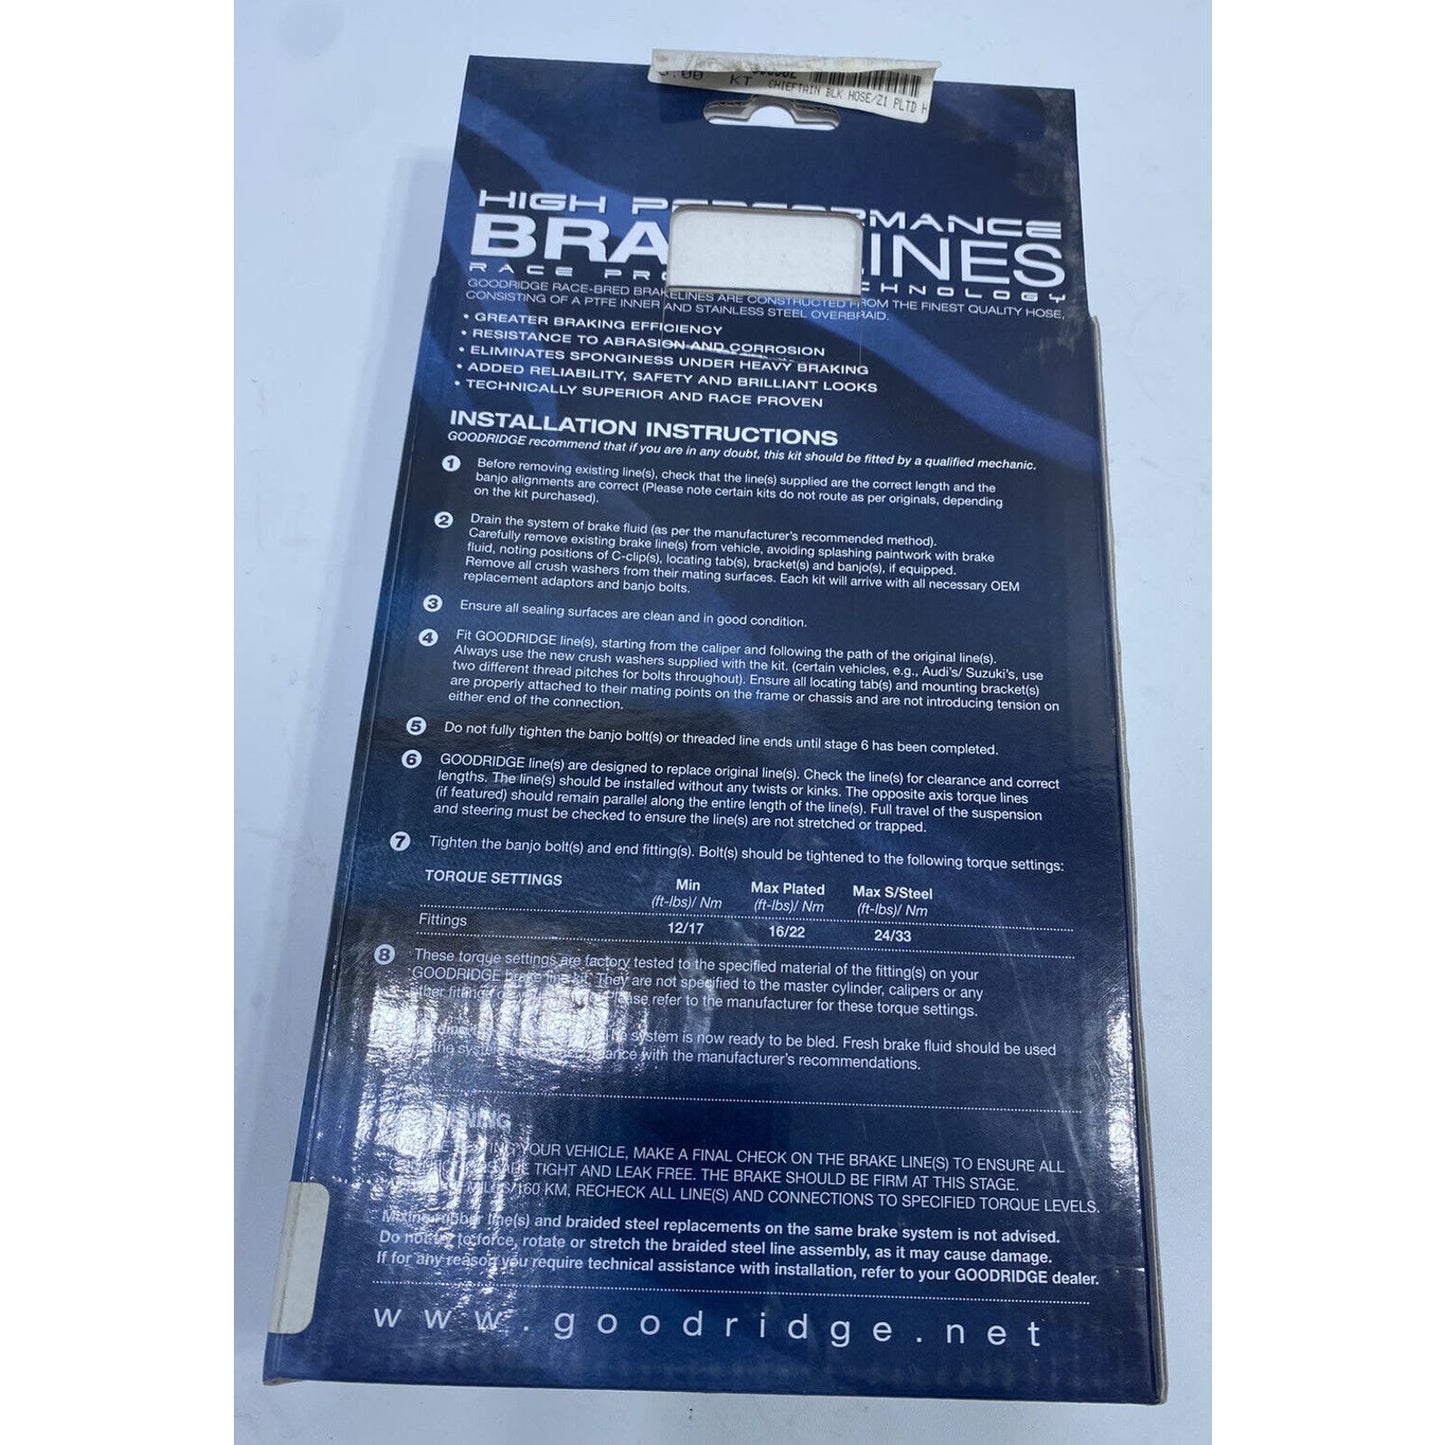 KT
CHIEFTAIN BLK HOSE/Z1 PLTD H
HIGH PERFORMANCE
BRA INES
RACE PRO CHNOLOGY
GOODRIDGE RACE-BRED BRAKELINES ARE CONSTRUCTED FROM THE FINEST QUALITY HOSE,
CONSISTING OF A PTFE INNER AND STAINLESS STEEL OVERBRAID.
• GREATER BRAKING EFFICIENCY
• RESISTANCE TO ABRASION AND CORROSION
• ELIMINATES SPONGINESS UNDER HEAVY BRAKING
• ADDED RELIABILITY, SAFETY AND BRILLIANT LOOKS
• TECHNICALLY SUPERIOR AND RACE PROVEN
INSTALLATION INSTRUCTIONS
GOODRIDGE recommend that if you are in any doubt, this kit should be fitted by a qualified mechanic.
1 Before removing existing line(s), check that the line(s) supplied are the correct length and the
banjo alignments are correct (Please note certain kits do not route as per originals, depending
on the kit purchased).
2 Drain the system of brake fluid (as per the manufacturer's recommended method).
Carefully remove existing brake line(s) from vehicle, avoiding splashing paintwork with brake
fluid, noting positions of C-clip(s), locating tab(s), bracket(s) and banjo(s), if equipped.
Remove all crush washers from their mating surfaces. Each kit will arrive with all necessary OEM
replacement adaptors and banjo bolts.
3 Ensure all sealing surfaces are clean and in good condition.
4 Fit GOODRIDGE line(s), starting from the caliper and following the path of the original line(s).
Always use the new crush washers supplied with the kit. (certain vehicles, e.g., Audi's/ Suzuki's, use
two different thread pitches for bolts throughout). Ensure all locating tab(s) and mounting bracket(s)
are properly attached to their mating points on the frame or chassis and are not introducing tension on
either end of the connection.
5 Do not fully tighten the banjo bolt(s) or threaded line ends until stage 6 has been completed.
6 GOODRIDGE line(s) are designed to replace original line(s). Check the line(s) for clearance and correct
lengths. The line(s) should be installed without any twists or kinks. The opposite axis torque lines
(if featured) should remain parallel along the entire length of the line(s). Full travel of the suspension
and steering must be checked to ensure the line(s) are not stretched or trapped.
7 Tighten the banjo bolt(s) and end fitting(s). Bolt(s) should be tightened to the following torque settings:
TORQUE SETTINGS Min Max Plated Max S/Steel
(ft-lbs)/ Nm (ft-lbs)/ Nm (ft-lbs)/ Nm
Fittings 12/17 16/22 24/33
8 These torque settings are factory tested to the specified material of the fitting(s) on your
GOODRIDGE brake line kit. They are not specified to the master cylinder, calipers or any
other fitting Please refer to the manufacturer for these torque settings.
system is now ready to be bled. Fresh brake fluid should be used
the with the manufacturer's recommendations.
YOUR VEHICLE, MAKE A FINAL CHECK ON THE BRAKE LINE(S) TO ENSURE ALL
TIGHT AND LEAK FREE. THE BRAKE SHOULD BE FIRM AT THIS STAGE.
MILES/160 KM, RECHECK ALL LINE(S) AND CONNECTIONS TO SPECIFIED TORQUE LEVELS.
Mixing rubber line(s) and braided steel replacements on the same brake system is not advised.
Do not try to force, rotate or stretch the braided steel line assembly, as it may cause damage.
If for any reason you require technical assistance with installation, refer to your GOODRIDGE dealer.
www.goodridge.net